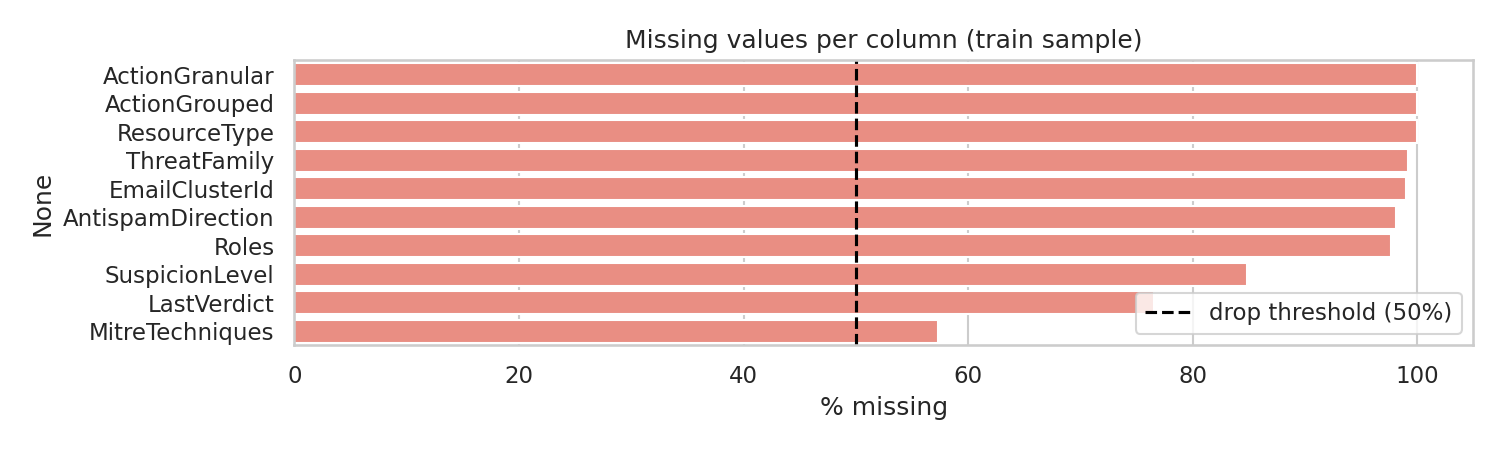 Missing values per column (train sample)
None
ActionGranular
ActionGrouped
ResourceType
ThreatFamily
EmailClusterId
AntispamDirection
Roles
SuspicionLevel
LastVerdict
MitreTechniques
drop threshold (50%)
0 20 40 60 80 100
% missing